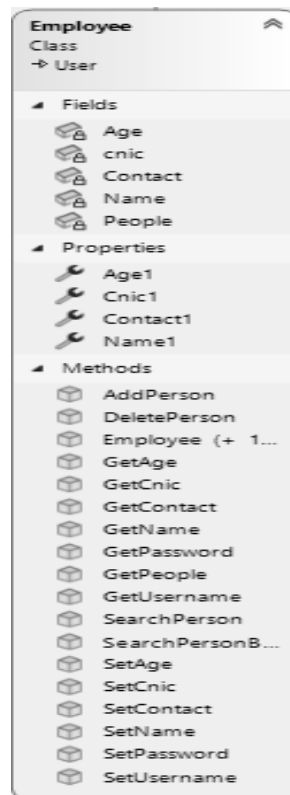 Employee
Class
User
Fields
Age
cnic
Contact
Name
People
Properties
Age1
Cnic1
Contact1
Name1
Methods
AddPerson
DeletePerson
Employee (+ 1...
GetAge
GetCnic
GetContact
GetName
GetPassword
GetPeople
GetUsername
SearchPerson
SearchPersonB...
SetAge
SetCnic
SetContact
SetName
SetPassword
SetUsername